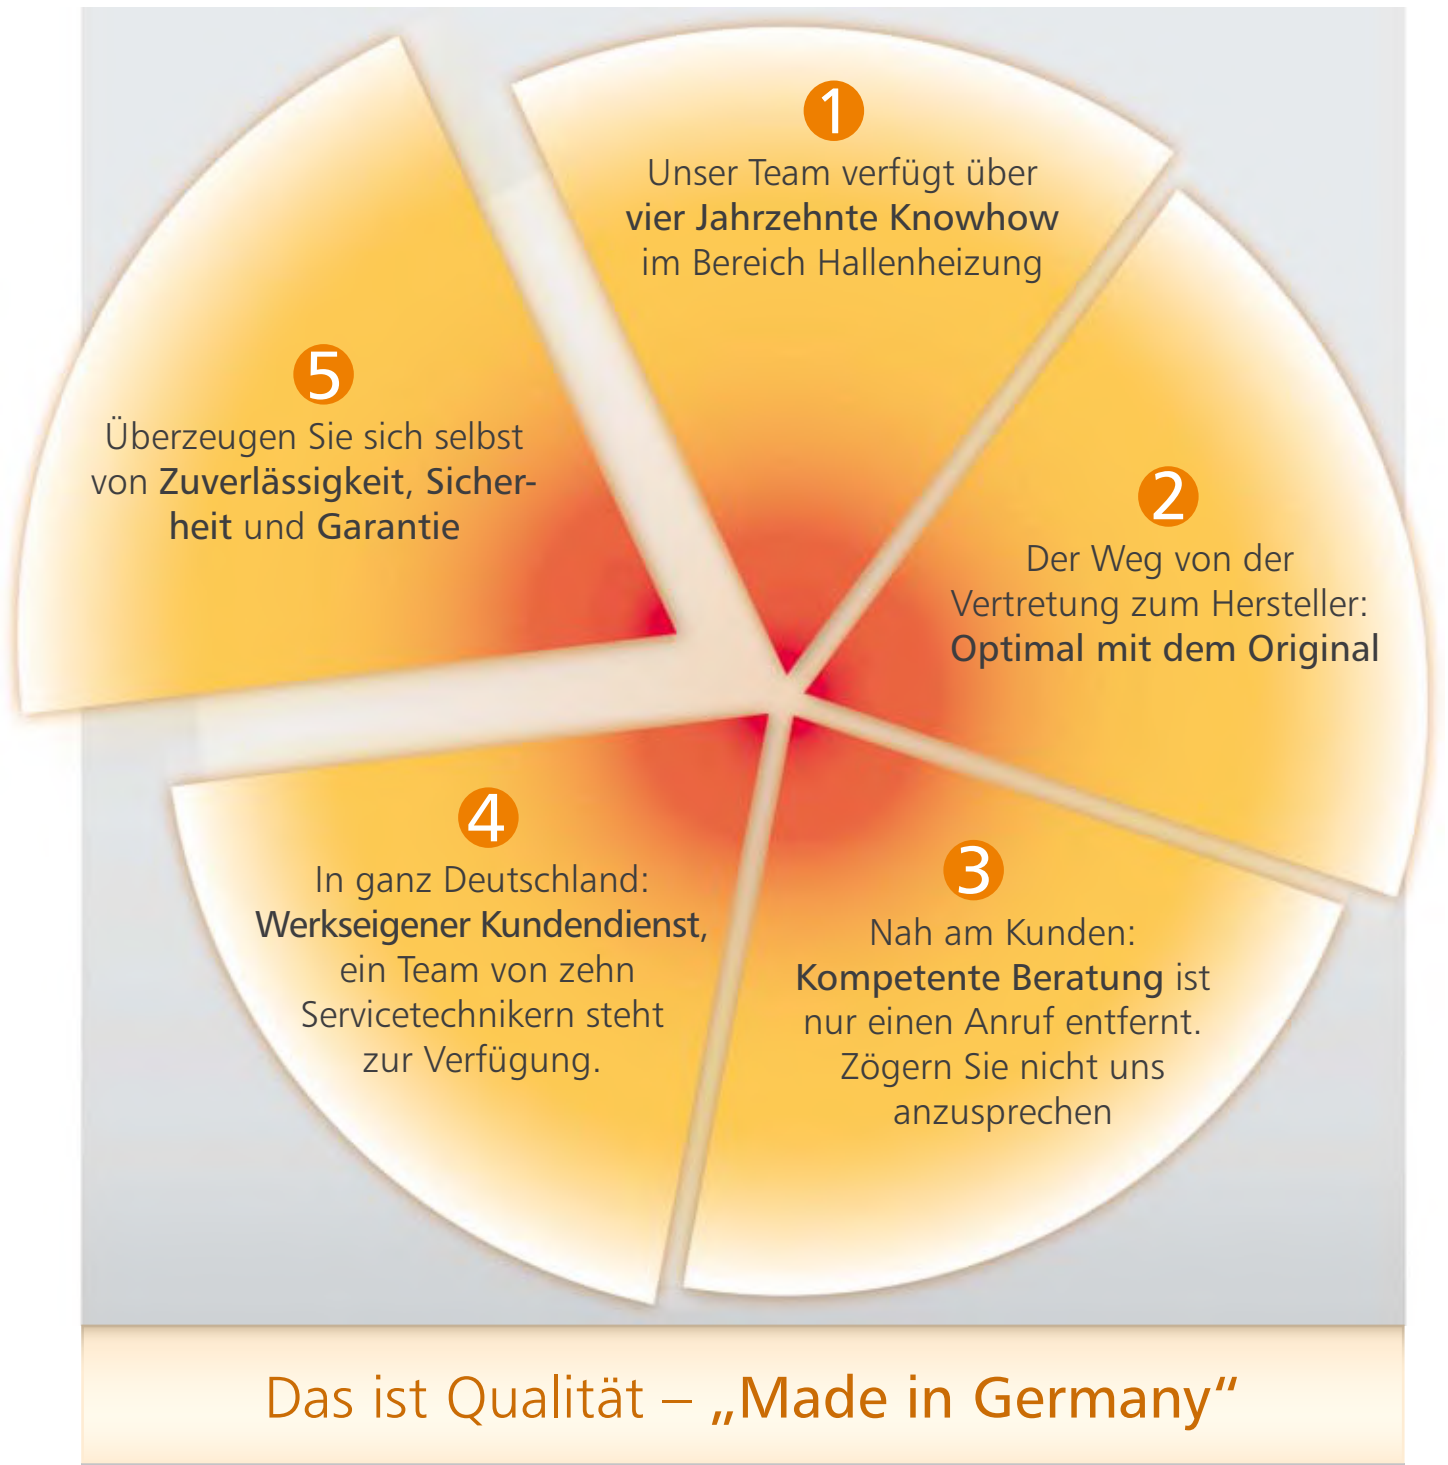 1
Unser Team verfügt über
vier Jahrzehnte Knowhow
im Bereich Hallenheizung
2
Der Weg von der
Vertretung zum Hersteller:
Optimal mit dem Original
3
Nah am Kunden:
Kompetente Beratung ist
nur einen Anruf entfernt.
Zögern Sie nicht uns
anzusprechen
4
In ganz Deutschland:
Werkseigener Kundendienst,
ein Team von zehn
Servicetechnikern steht
zur Verfügung.
5
Überzeugen Sie sich selbst
von Zuverlässigkeit, Sicher-
heit und Garantie
Das ist Qualität – „Made in Germany“